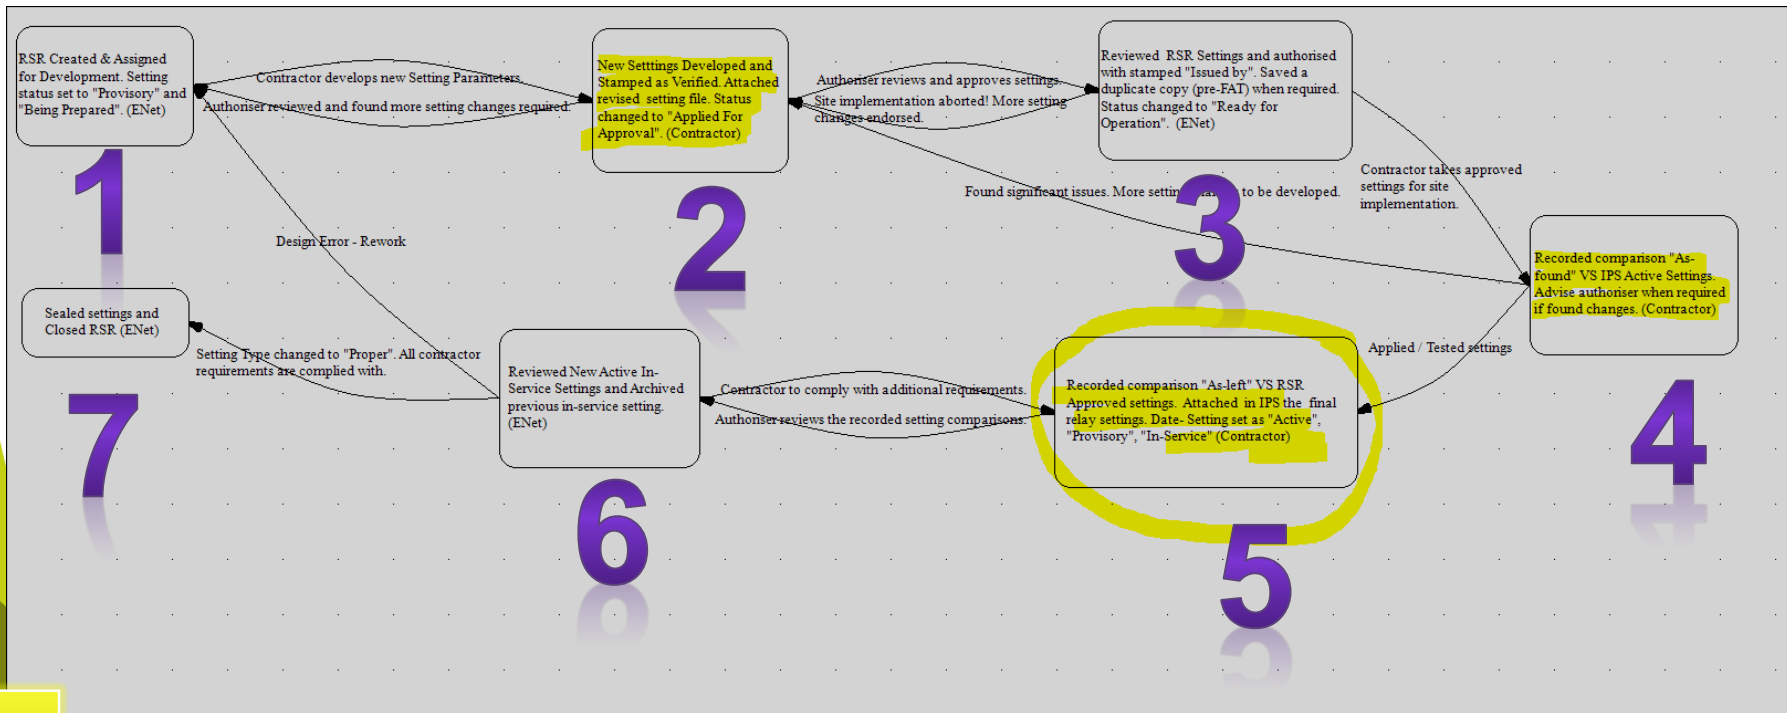 RSR Created & Assigned
for Development. Setting
status set to "Provisory" and
"Being Prepared". (ENet)
1
Contractor develops new Setting Parameters.
Authoriser reviewed and found more setting changes required.
New Setttings Developed and
Stamped as Verified. Attached
revised setting file. Status
changed to "Applied For
Approval". (Contractor)
2
Authoriser reviews and approves settings.
Site implementation aborted! More setting
changes endorsed.
Reviewed RSR Settings and authorised
with stamped "Issued by". Saved a
duplicate copy (pre-FAT) when required.
Status changed to "Ready for
Operation". (ENet)
3
Found significant issues. More to be developed.
Contractor takes approved
settings for site
implementation.
Recorded comparison "As-
found" VS IPS Active Settings.
Advise authoriser when required
if found changes. (Contractor)
4
Applied / Tested settings
Recorded comparison "As-left" VS RSR
Approved settings. Attached in IPS the final
relay settings. Date- Setting set as "Active",
"Provisory", "In-Service" (Contractor)
5
Contractor to comply with additional requirements.
Authoriser reviews the recorded setting comparisons.
Reviewed New Active In-
Service Settings and Archived
previous in-service setting.
(ENet)
6
Design Error - Rework
Setting Type changed to "Proper". All contractor
requirements are complied with.
Sealed settings and
Closed RSR (ENet)
7